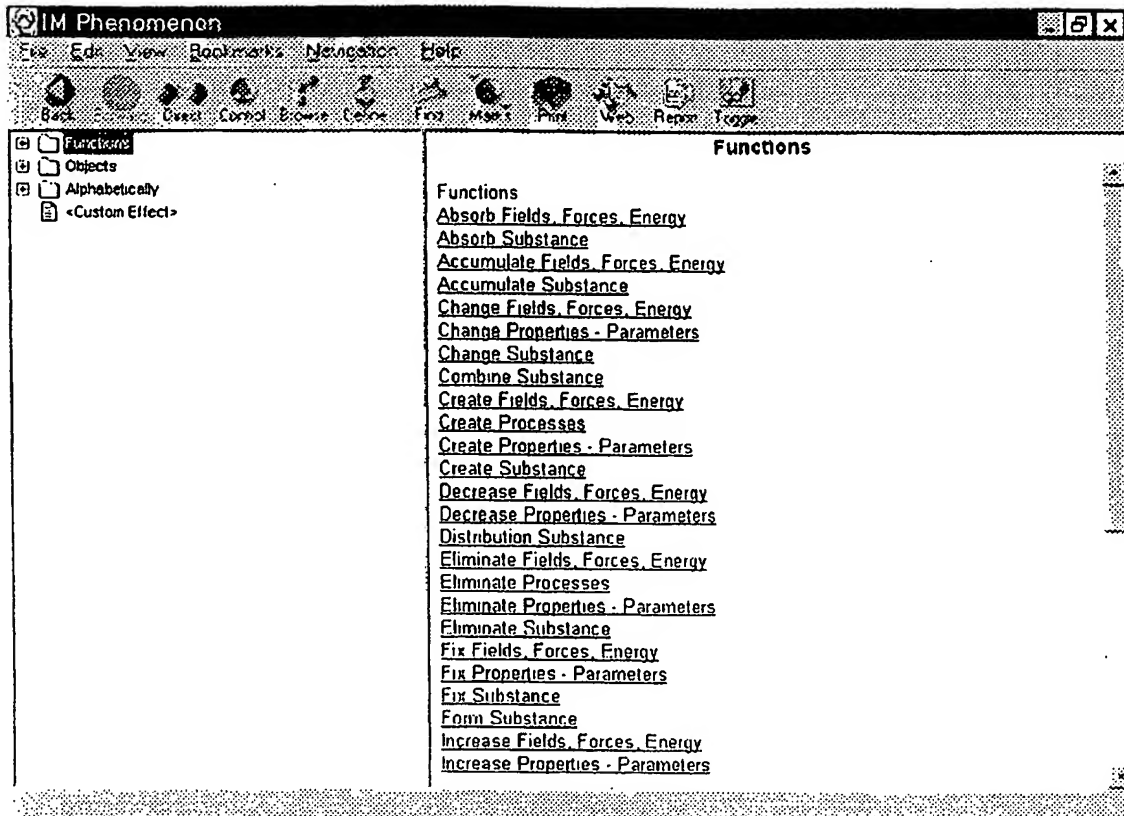 IM Phenomenon
File Edit View Bookmarks Navigation Help
Back Direct Control Browse Define Find Marks Print Web Report Toggle
Functions
Objects
Alphabetically
<Custom Effect>
Functions
Functions
Absorb Fields, Forces, Energy
Absorb Substance
Accumulate Fields, Forces, Energy
Accumulate Substance
Change Fields, Forces, Energy
Change Properties - Parameters
Change Substance
Combine Substance
Create Fields, Forces, Energy
Create Processes
Create Properties - Parameters
Create Substance
Decrease Fields, Forces, Energy
Decrease Properties - Parameters
Distribution Substance
Eliminate Fields, Forces, Energy
Eliminate Processes
Eliminate Properties - Parameters
Eliminate Substance
Fix Fields, Forces, Energy
Fix Properties - Parameters
Fix Substance
Form Substance
Increase Fields, Forces, Energy
Increase Properties - Parameters